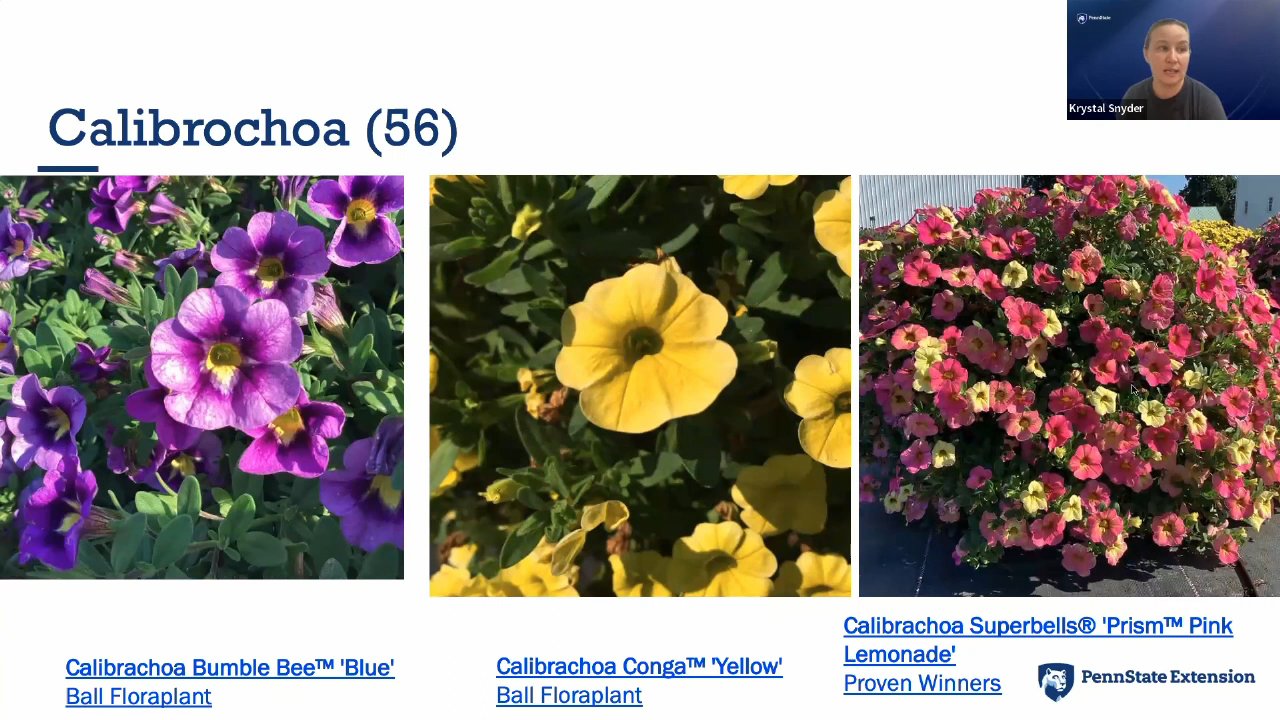 PennState
Krystal Snyder
Calibrochoa (56)
Calibrachoa Bumble Bee™ 'Blue'
Ball Floraplant
Calibrachoa Conga™ 'Yellow'
Ball Floraplant
Calibrachoa Superbells® 'Prism™ Pink
Lemonade'
Proven Winners
PennState Extension